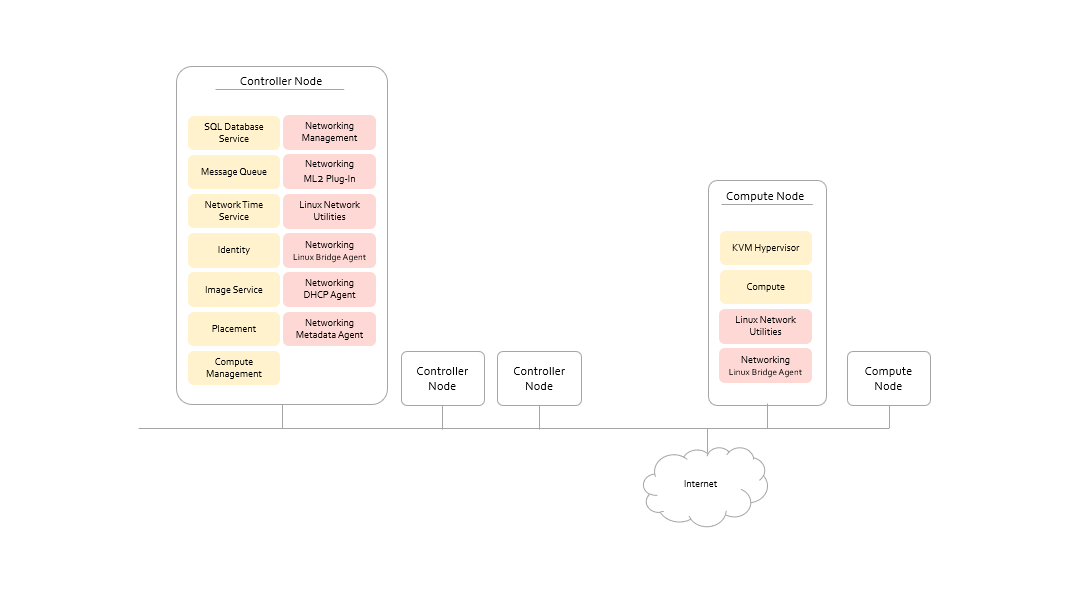 Controller Node
SQL Database
Service
Networking
Management
Message Queue
Networking
ML2 Plug-In
Network Time
Service
Linux Network
Utilities
Identity
Networking
Linux Bridge Agent
Image Service
Networking
DHCP Agent
Placement
Networking
Metadata Agent
Compute
Management
Controller
Node
Controller
Node
Compute Node
KVM Hypervisor
Compute
Linux Network
Utilities
Networking
Linux Bridge Agent
Compute
Node
Internet